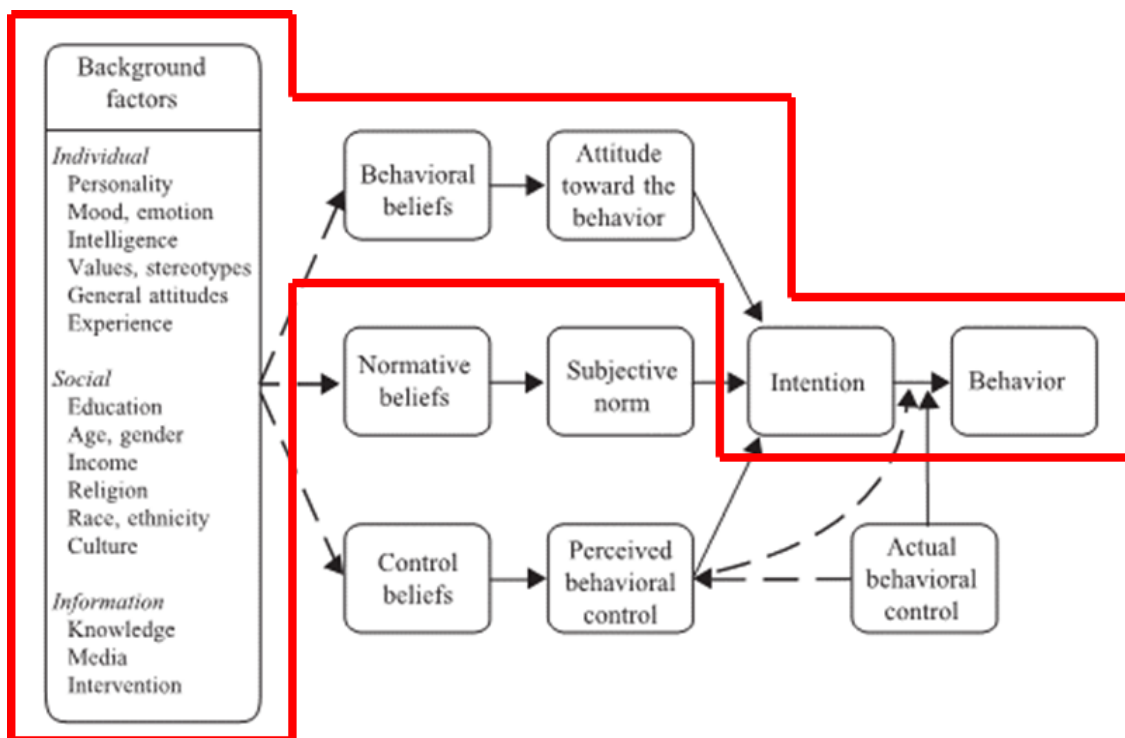 Background
factors
Individual
Personality
Mood, emotion
Intelligence
Values, stereotypes
General attitudes
Experience
Social
Education
Age, gender
Income
Religion
Race, ethnicity
Culture
Information
Knowledge
Media
Intervention
Behavioral
beliefs
Attitude
toward the
behavior
Normative
beliefs
Subjective
norm
Intention
Behavior
Control
beliefs
Perceived
behavioral
control
Actual
behavioral
control